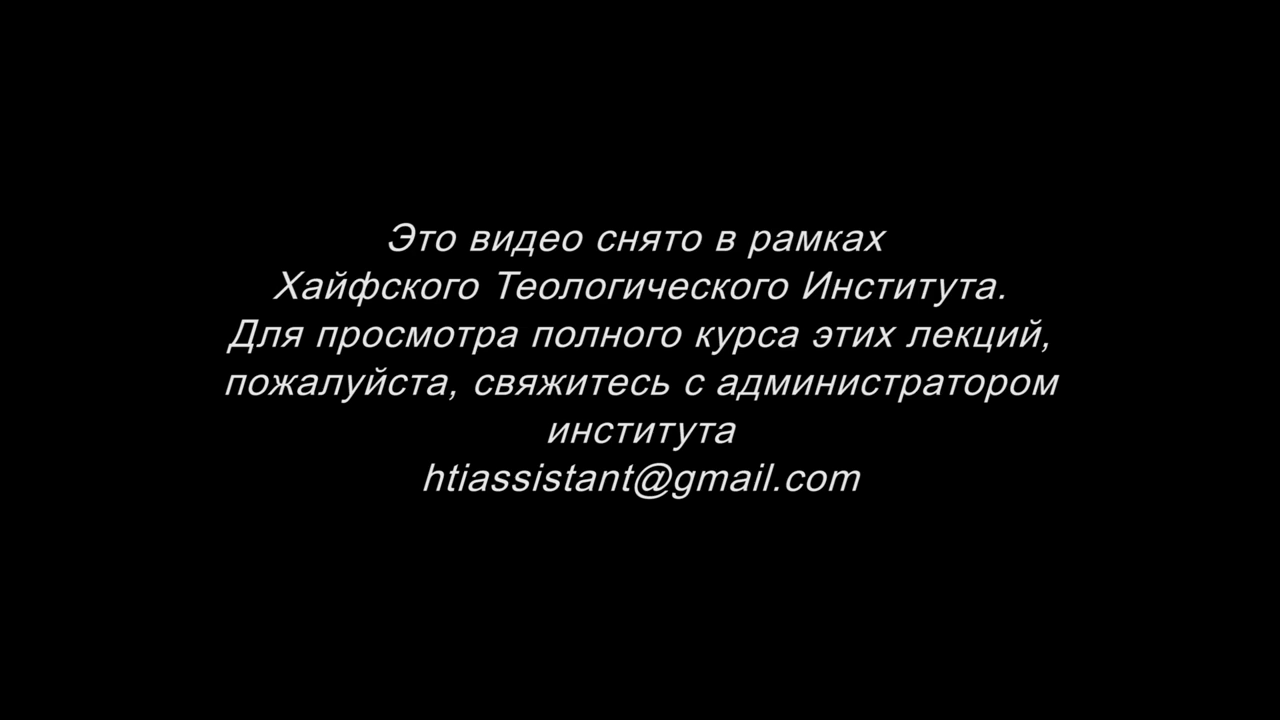 Это видео снято в рамках
Хайфского Теологического Института.
Для просмотра полного курса этих лекций,
пожалуйста, свяжитесь с администратором
института
htiassistant@gmail.com